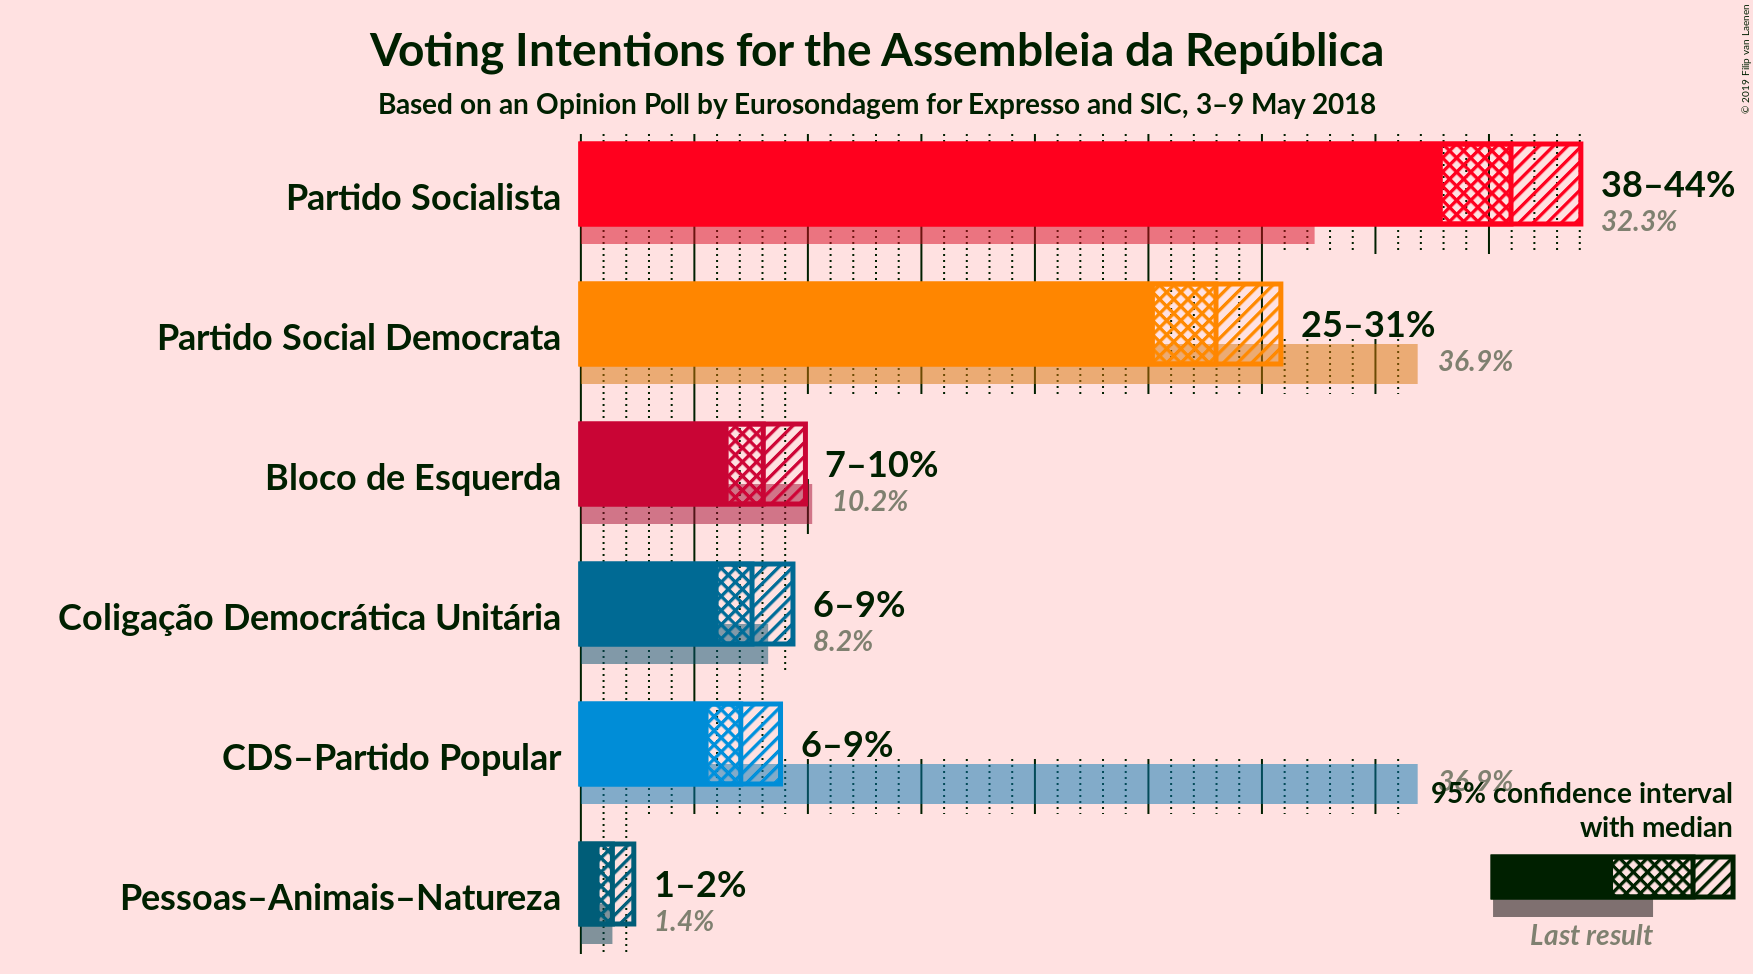 Voting Intentions for the Assembleia da República
Based on an Opinion Poll by Eurosondagem for Expresso and SIC, 3–9 May 2018
© 2019 Filip van Laenen
Partido Socialista
38–44%
32.3%
Partido Social Democrata
25–31%
36.9%
Bloco de Esquerda
7–10%
10.2%
Coligação Democrática Unitária
6–9%
8.2%
CDS–Partido Popular
6–9%
36.9%
Pessoas–Animais–Natureza
1–2%
1.4%
95% confidence interval
with median
Last result